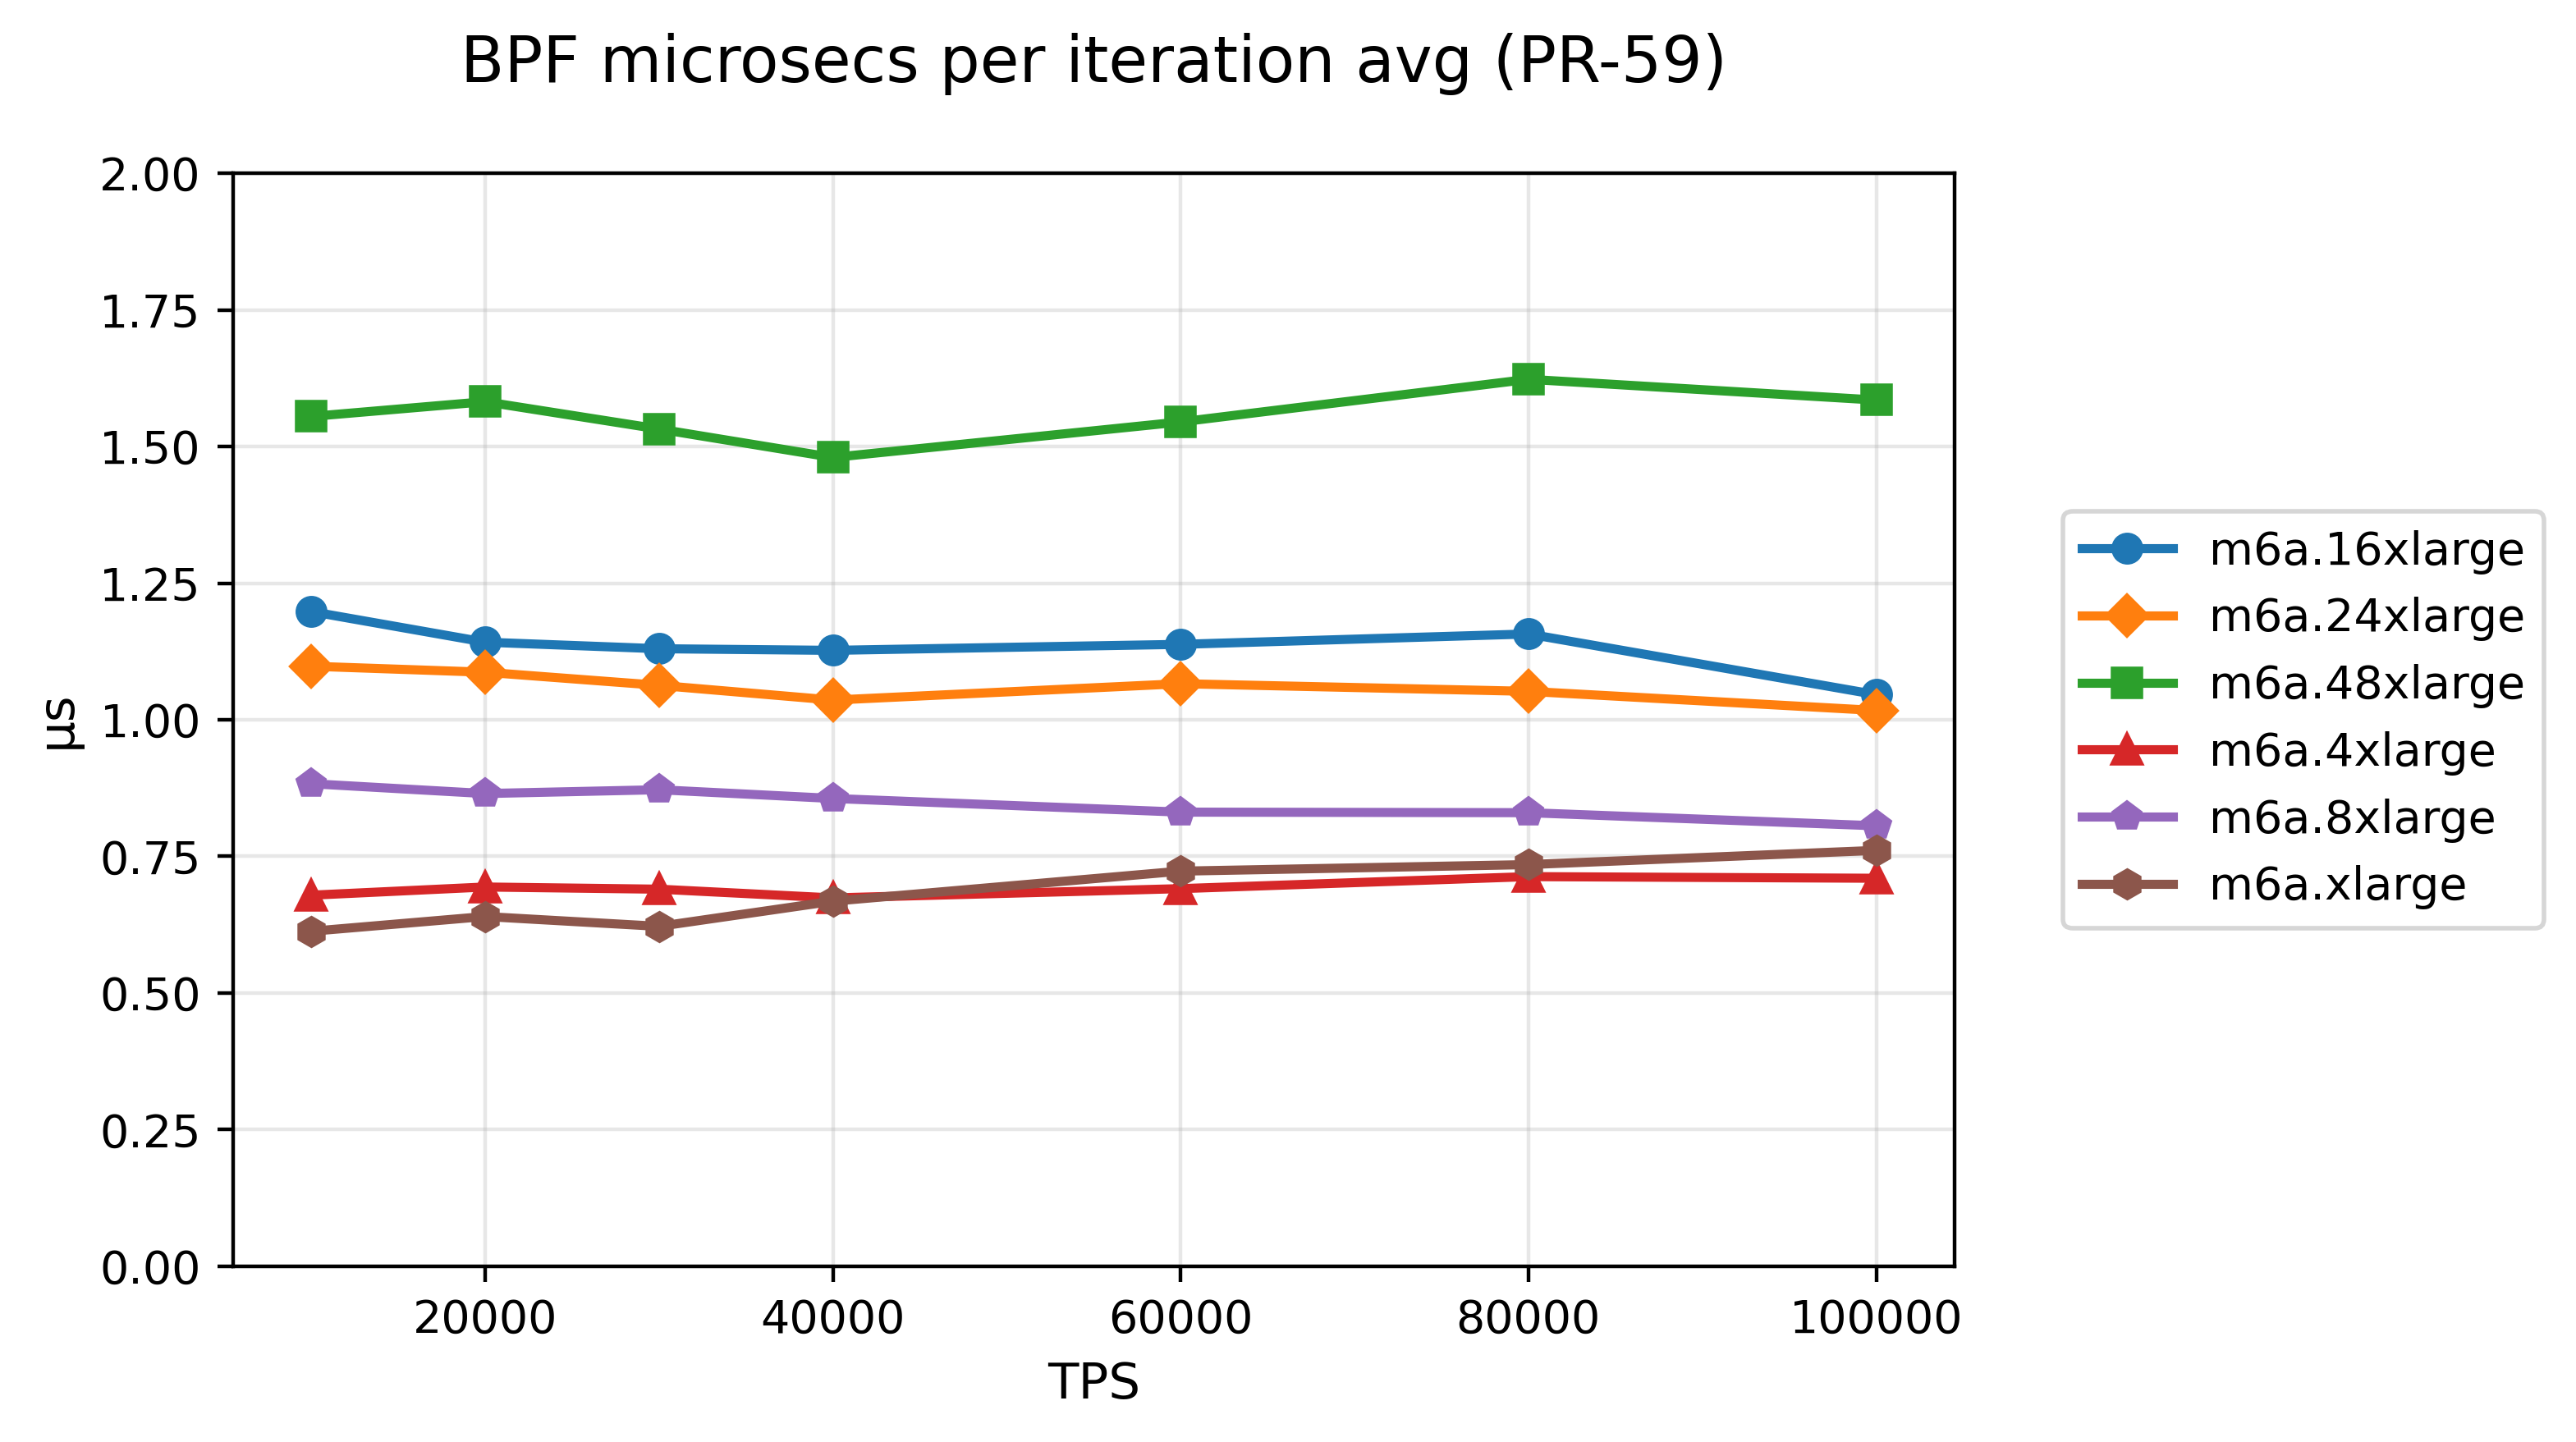 BPF microsecs per iteration avg (PR-59)
2.00
1.75
1.50
1.25
1.00
0.75
0.50
0.25
0.00
µs
20000 40000 60000 80000 100000
TPS
m6a.16xlarge
m6a.24xlarge
m6a.48xlarge
m6a.4xlarge
m6a.8xlarge
m6a.xlarge